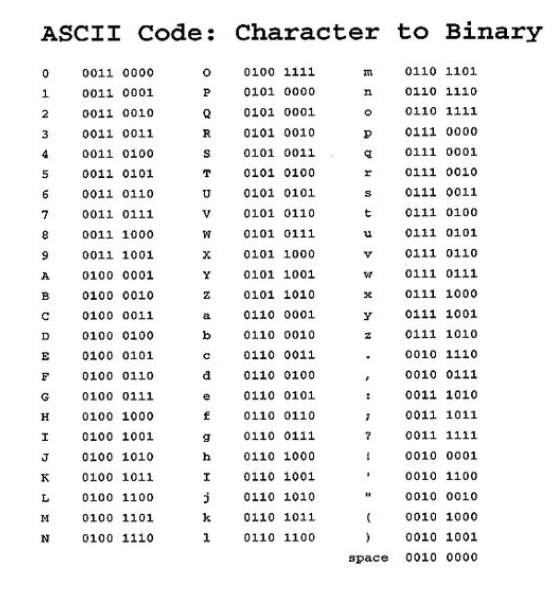 ASCII Code: Character to Binary
0 0011 0000 O 0100 1111 m 0110 1101
1 0011 0001 P 0101 0000 n 0110 1110
2 0011 0010 Q 0101 0001 o 0110 1111
3 0011 0011 R 0101 0010 p 0111 0000
4 0011 0100 S 0101 0011 q 0111 0001
5 0011 0101 T 0101 0100 r 0111 0010
6 0011 0110 U 0101 0101 s 0111 0011
7 0011 0111 V 0101 0110 t 0111 0100
8 0011 1000 W 0101 0111 u 0111 0101
9 0011 1001 X 0101 1000 v 0111 0110
A 0100 0001 Y 0101 1001 w 0111 0111
B 0100 0010 Z 0101 1010 x 0111 1000
C 0100 0011 a 0110 0001 y 0111 1001
D 0100 0100 b 0110 0010 z 0111 1010
E 0100 0101 c 0110 0011 . 0010 1110
F 0100 0110 d 0110 0100 , 0010 0111
G 0100 0111 e 0110 0101 : 0011 1010
H 0100 1000 f 0110 0110 ; 0011 1011
I 0100 1001 g 0110 0111 ? 0011 1111
J 0100 1010 h 0110 1000 ! 0010 0001
K 0100 1011 I 0110 1001 ' 0010 1100
L 0100 1100 j 0110 1010 " 0010 0010
M 0100 1101 k 0110 1011 ( 0010 1000
N 0100 1110 l 0110 1100 ) 0010 1001
space 0010 0000